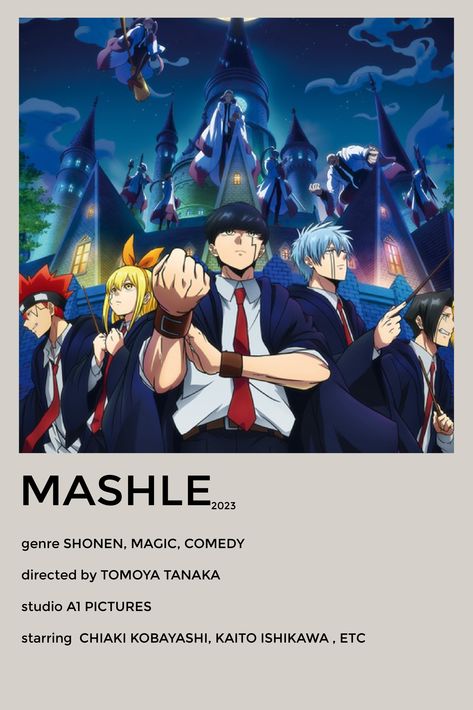 MASHLE 2023
genre SHONEN, MAGIC, COMEDY
directed by TOMOYA TANAKA
studio A1 PICTURES
starring CHIAKI KOBAYASHI, KAITO ISHIKAWA , ETC